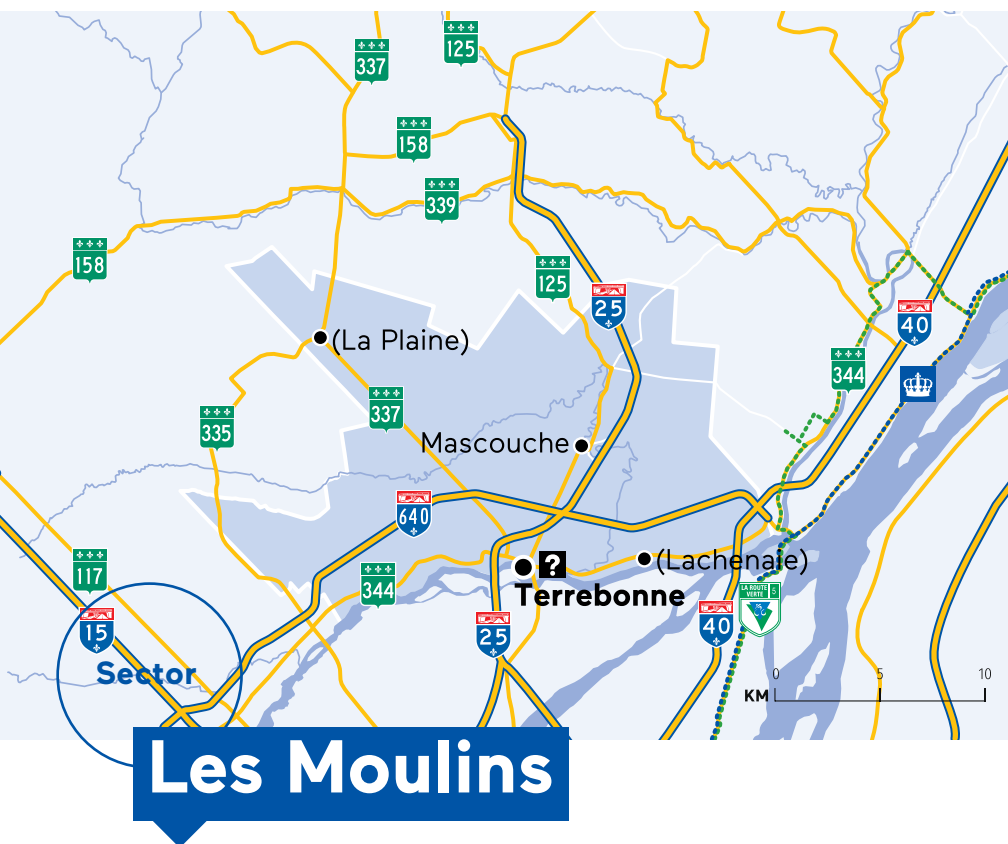 337
125
158
339
158
125
25
40
(La Plaine)
344
337
335
Mascouche
640
117
344
?
(Lachenaie)
Terrebonne
LA ROUTE
VERTE 5
15
25
40
Sector
0 5 10
KM
Les Moulins